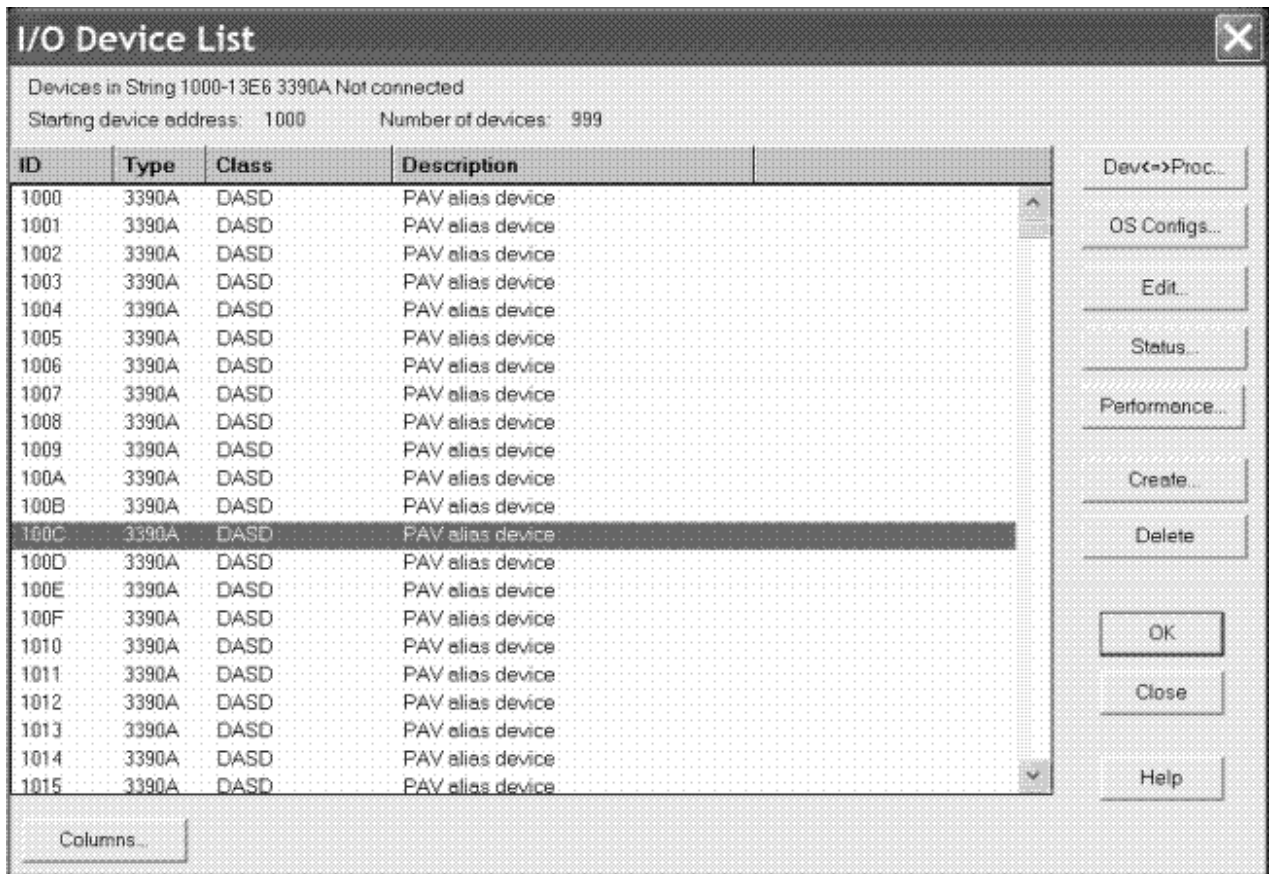 I/O Device List
Devices in String 1000-13E6 3390A Not connected
Starting device address: 1000 Number of devices: 999
ID Type Class Description
1000 3390A DASD PAV alias device
1001 3390A DASD PAV alias device
1002 3390A DASD PAV alias device
1003 3390A DASD PAV alias device
1004 3390A DASD PAV alias device
1005 3390A DASD PAV alias device
1006 3390A DASD PAV alias device
1007 3390A DASD PAV alias device
1008 3390A DASD PAV alias device
1009 3390A DASD PAV alias device
100A 3390A DASD PAV alias device
100B 3390A DASD PAV alias device
100C 3390A DASD PAV alias device
100D 3390A DASD PAV alias device
100E 3390A DASD PAV alias device
100F 3390A DASD PAV alias device
1010 3390A DASD PAV alias device
1011 3390A DASD PAV alias device
1012 3390A DASD PAV alias device
1013 3390A DASD PAV alias device
1014 3390A DASD PAV alias device
1015 3390A DASD PAV alias device
Dev<=>Proc...
OS Configs...
Edit...
Status...
Performance...
Create...
Delete
OK
Close
Help
Columns...